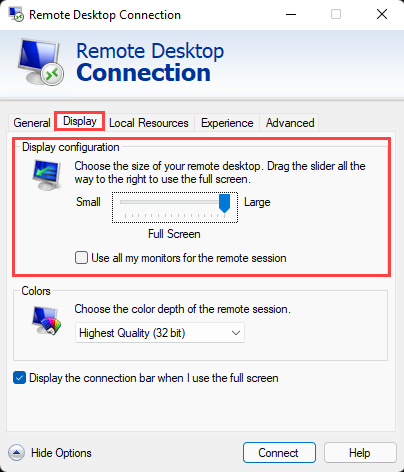 Remote Desktop Connection
Remote Desktop
Connection
General Display Local Resources Experience Advanced
Display configuration
Choose the size of your remote desktop. Drag the slider all the
way to the right to use the full screen.
Small Large
Full Screen
Use all my monitors for the remote session
Colors
Choose the color depth of the remote session.
Highest Quality (32 bit)
Display the connection bar when I use the full screen
Hide Options Connect Help